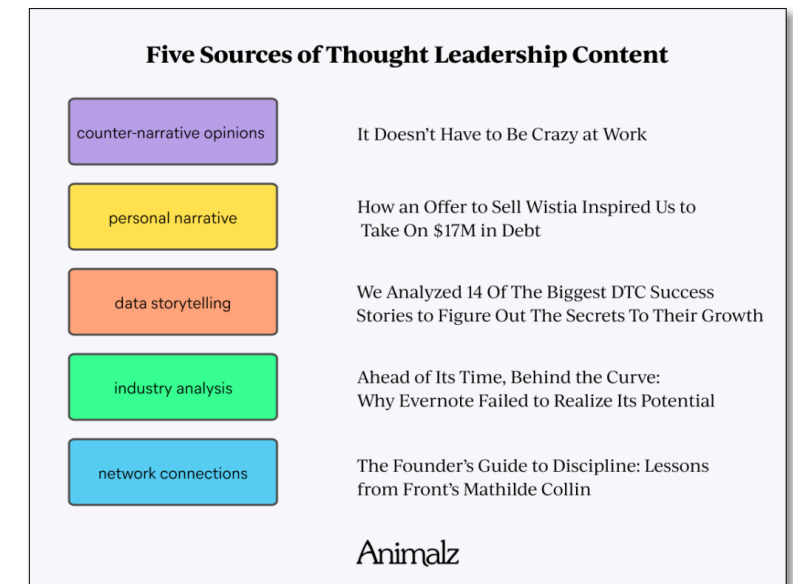 Five Sources of Thought Leadership Content
counter-narrative opinions
It Doesn’t Have to Be Crazy at Work
personal narrative
How an Offer to Sell Wistia Inspired Us to
Take On $17M in Debt
data storytelling
We Analyzed 14 Of The Biggest DTC Success
Stories to Figure Out The Secrets To Their Growth
industry analysis
Ahead of Its Time, Behind the Curve:
Why Evernote Failed to Realize Its Potential
network connections
The Founder’s Guide to Discipline: Lessons
from Front’s Mathilde Collin
Animalz